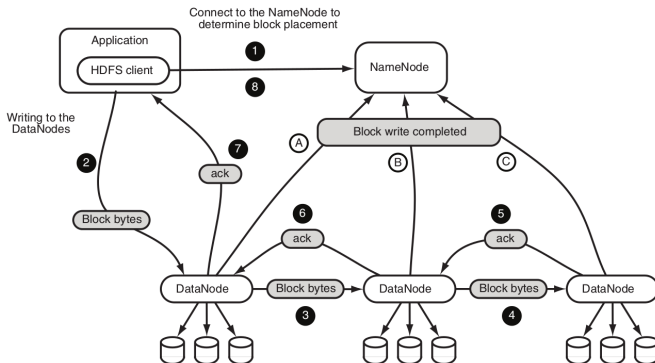 Connect to the NameNode to
determine block placement
Application
1
HDFS client
NameNode
8
Writing to the
DataNodes
Block write completed
A
7
B
C
2
ack
6
5
Block bytes
ack
ack
DataNode
Block bytes
DataNode
Block bytes
DataNode
3
4